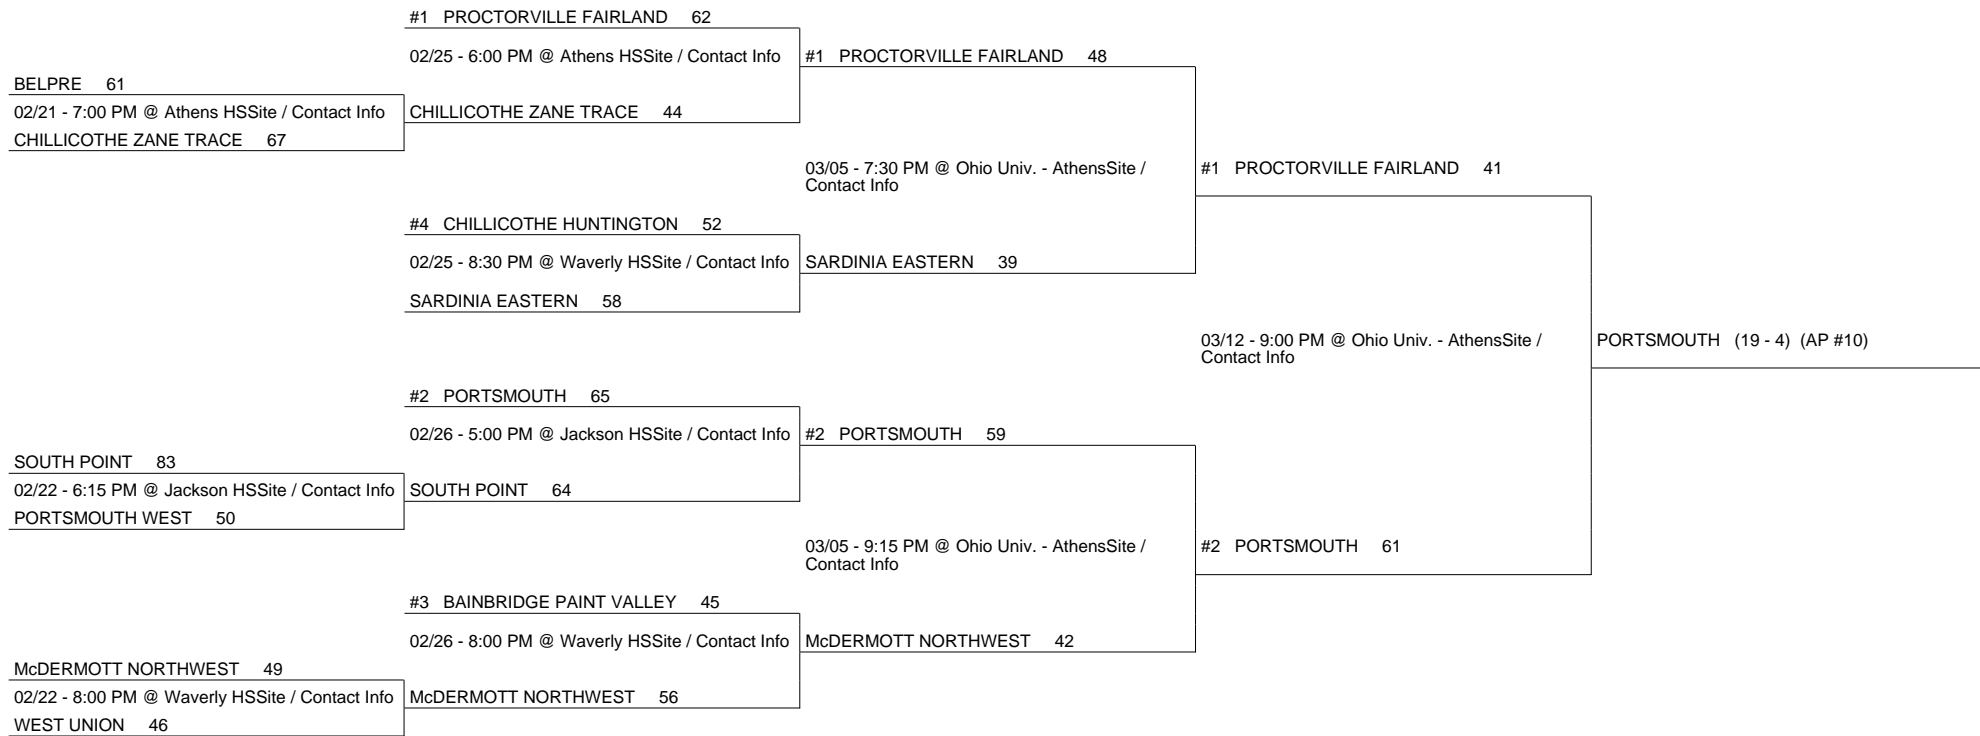 #1 PROCTORVILLE FAIRLAND 62
02/25 - 6:00 PM @ Athens HSSite / Contact Info
#1 PROCTORVILLE FAIRLAND 48
BELPRE 61
02/21 - 7:00 PM @ Athens HSSite / Contact Info
CHILLICOTHE ZANE TRACE 44
CHILLICOTHE ZANE TRACE 67
03/05 - 7:30 PM @ Ohio Univ. - AthensSite /
Contact Info
#1 PROCTORVILLE FAIRLAND 41
#4 CHILLICOTHE HUNTINGTON 52
02/25 - 8:30 PM @ Waverly HSSite / Contact Info
SARDINIA EASTERN 39
SARDINIA EASTERN 58
03/12 - 9:00 PM @ Ohio Univ. - AthensSite /
Contact Info
PORTSMOUTH (19 - 4) (AP #10)
#2 PORTSMOUTH 65
02/26 - 5:00 PM @ Jackson HSSite / Contact Info
#2 PORTSMOUTH 59
SOUTH POINT 83
02/22 - 6:15 PM @ Jackson HSSite / Contact Info
SOUTH POINT 64
PORTSMOUTH WEST 50
03/05 - 9:15 PM @ Ohio Univ. - AthensSite /
Contact Info
#2 PORTSMOUTH 61
#3 BAINBRIDGE PAINT VALLEY 45
02/26 - 8:00 PM @ Waverly HSSite / Contact Info
McDERMOTT NORTHWEST 42
McDERMOTT NORTHWEST 49
02/22 - 8:00 PM @ Waverly HSSite / Contact Info
McDERMOTT NORTHWEST 56
WEST UNION 46